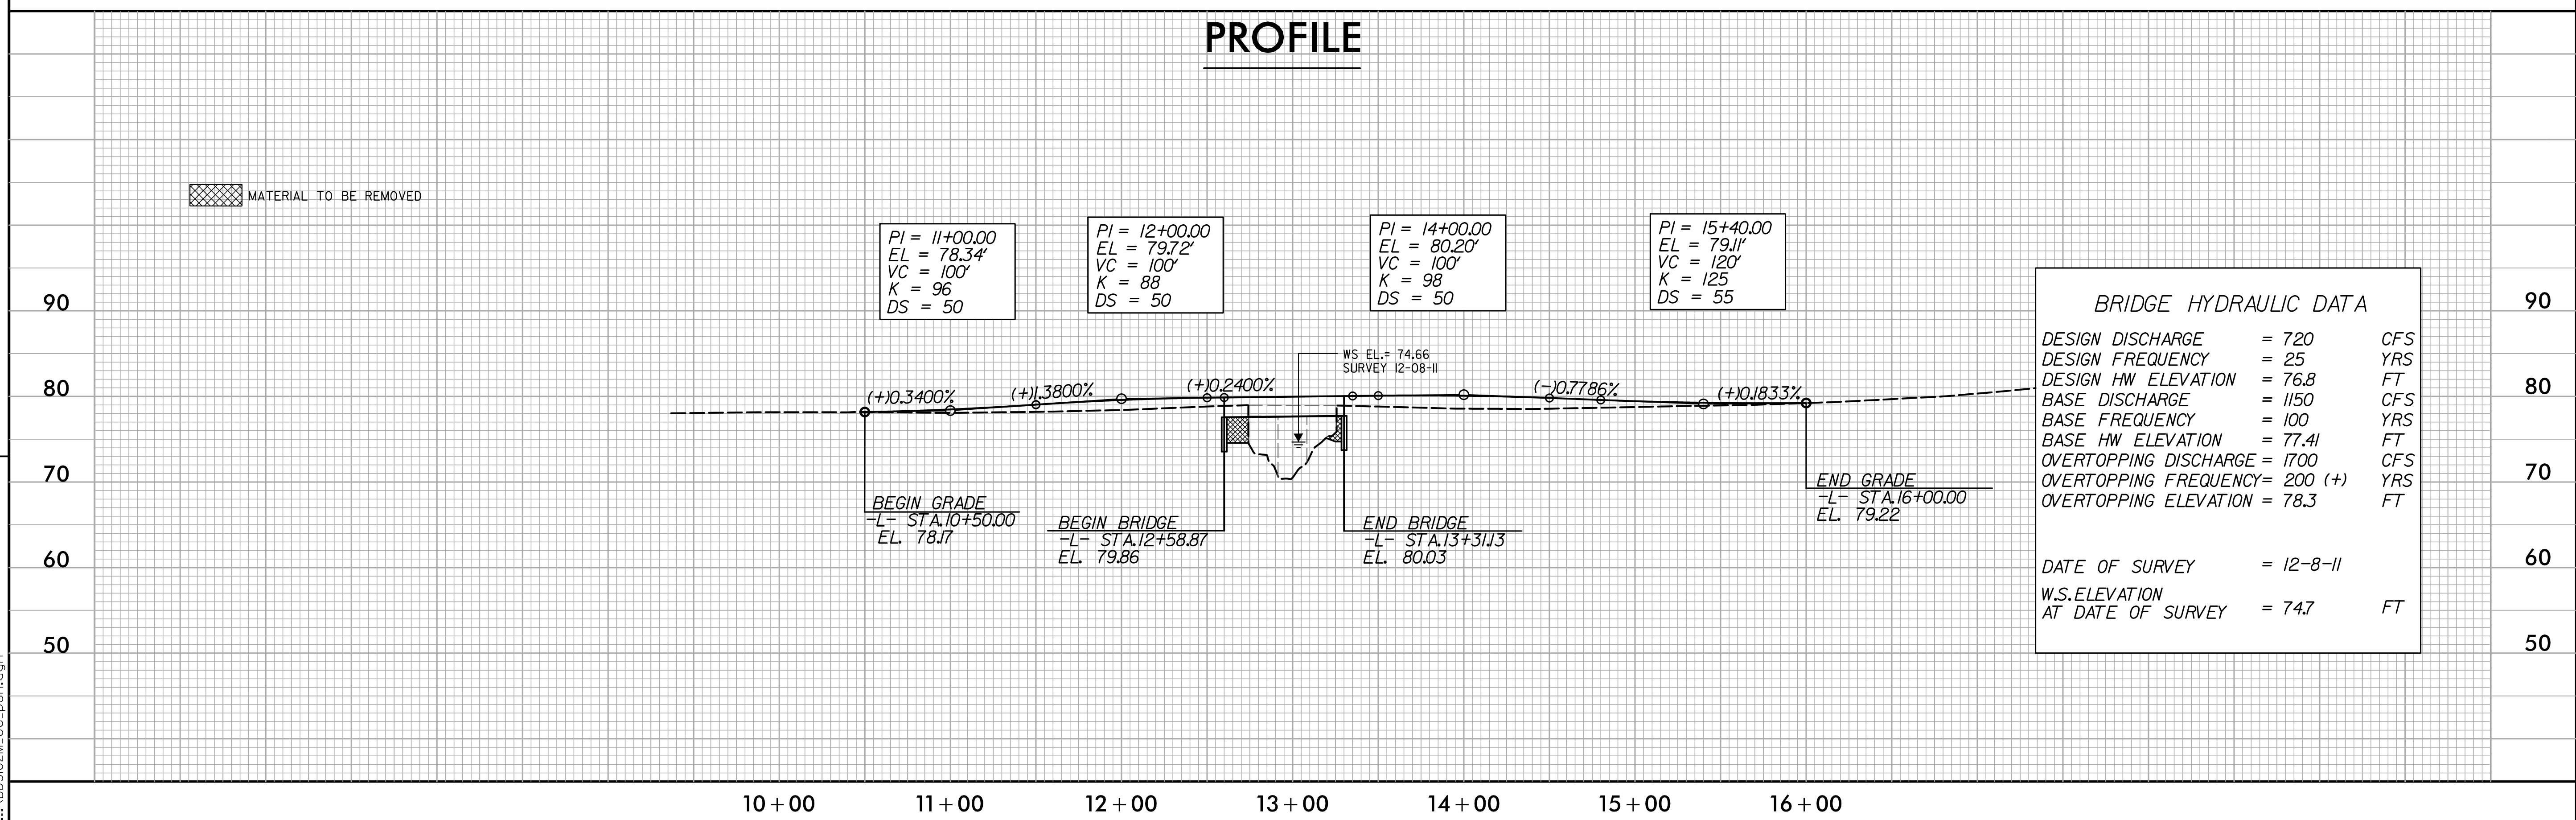 PROFILE
MATERIAL TO BE REMOVED
PI = 11+00.00
EL = 78.34'
VC = 100'
K = 96
DS = 50
PI = 12+00.00
EL = 79.72'
VC = 100'
K = 88
DS = 50
PI = 14+00.00
EL = 80.20'
VC = 100'
K = 98
DS = 50
PI = 15+40.00
EL = 79.11'
VC = 120'
K = 125
DS = 55
BRIDGE HYDRAULIC DATA
DESIGN DISCHARGE = 720 CFS
DESIGN FREQUENCY = 25 YRS
DESIGN HW ELEVATION = 76.8 FT
BASE DISCHARGE = 1150 CFS
BASE FREQUENCY = 100 YRS
BASE HW ELEVATION = 77.41 FT
OVERTOPPING DISCHARGE = 1700 CFS
OVERTOPPING FREQUENCY= 200 (+) YRS
OVERTOPPING ELEVATION = 78.3 FT
DATE OF SURVEY = 12-8-11
W.S.ELEVATION
AT DATE OF SURVEY = 74.7 FT
WS EL.= 74.66
SURVEY 12-08-11
(+)0.3400%
(+)1.3800%
(+)0.2400%
(-)0.7786%
(+)0.1833%
BEGIN GRADE
-L- STA.10+50.00
EL. 78.17
BEGIN BRIDGE
-L- STA.12+58.87
EL. 79.86
END BRIDGE
-L- STA.13+31.13
EL. 80.03
END GRADE
-L- STA.16+00.00
EL. 79.22
90 90
80 80
70 70
60 60
50 50
10+00 11+00 12+00 13+00 14+00 15+00 16+00